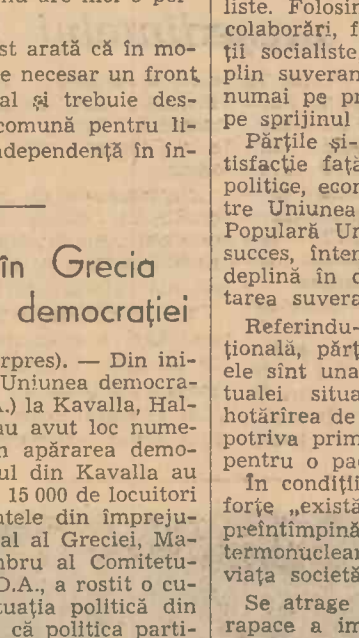 st arată că în mo-
e necesar un front
al și trebuie des-
comună pentru li-
ndependență în în-
în Grecia
democrației
rpres). — Din ini-
Uniunea democra-
.) la Kavalla, Hal-
au avut loc nume-
n apărarea demo-
ul din Kavalla au
15 000 de locuitori
ntele din împreju-
al al Greciei, Ma-
mbru al Comitetu-
D.A., a rostit o cu-
tuația politică din
că politica parti-
liste. Folosin
colaborări, f
ții socialiste
plin suveran
numai pe pr
pe sprijinul
Părțile și-
tisfacție față
politice, econ
tre Uniunea
Populară Un
succes, înter
deplină în c
tarea suvere
Referindu-
țională, părț
ele sînt una
tualei situa
hotărîrea de
potriva prim
pentru o pac
În condiții
forțe „există
preîntîmpină
termonuclear
viața societă
Se atrage
rapace a im